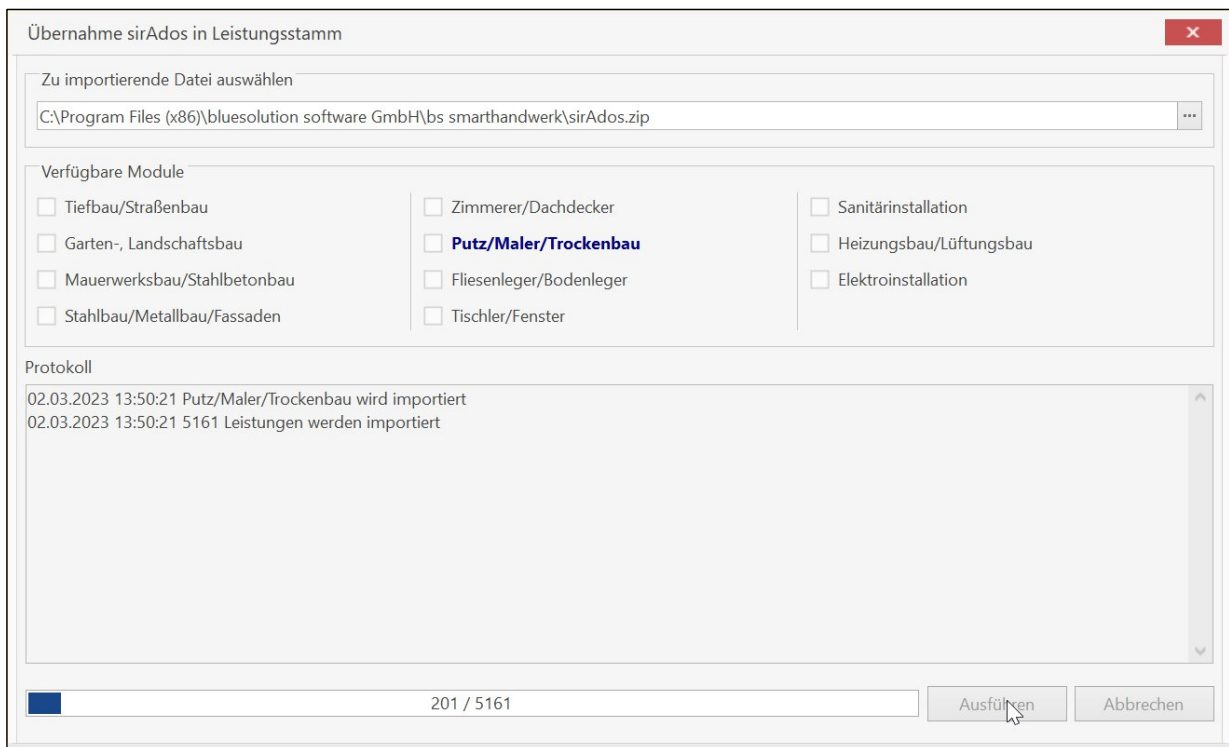 Übernahme sirAdos in Leistungsstamm
Zu importierende Datei auswählen
C:\Program Files (x86)\bluesolution software GmbH\bs smarthandwerk\sirAdos.zip
...
Verfügbare Module
Tiefbau/Straßenbau
Garten-, Landschaftsbau
Mauerwerksbau/Stahlbetonbau
Stahlbau/Metallbau/Fassaden
Zimmerer/Dachdecker
Putz/Maler/Trockenbau
Fliesenleger/Bodenleger
Tischler/Fenster
Sanitärinstallation
Heizungsbau/Lüftungsbau
Elektroinstallation
Protokoll
02.03.2023 13:50:21 Putz/Maler/Trockenbau wird importiert
02.03.2023 13:50:21 5161 Leistungen werden importiert
201 / 5161
Ausführen
Abbrechen